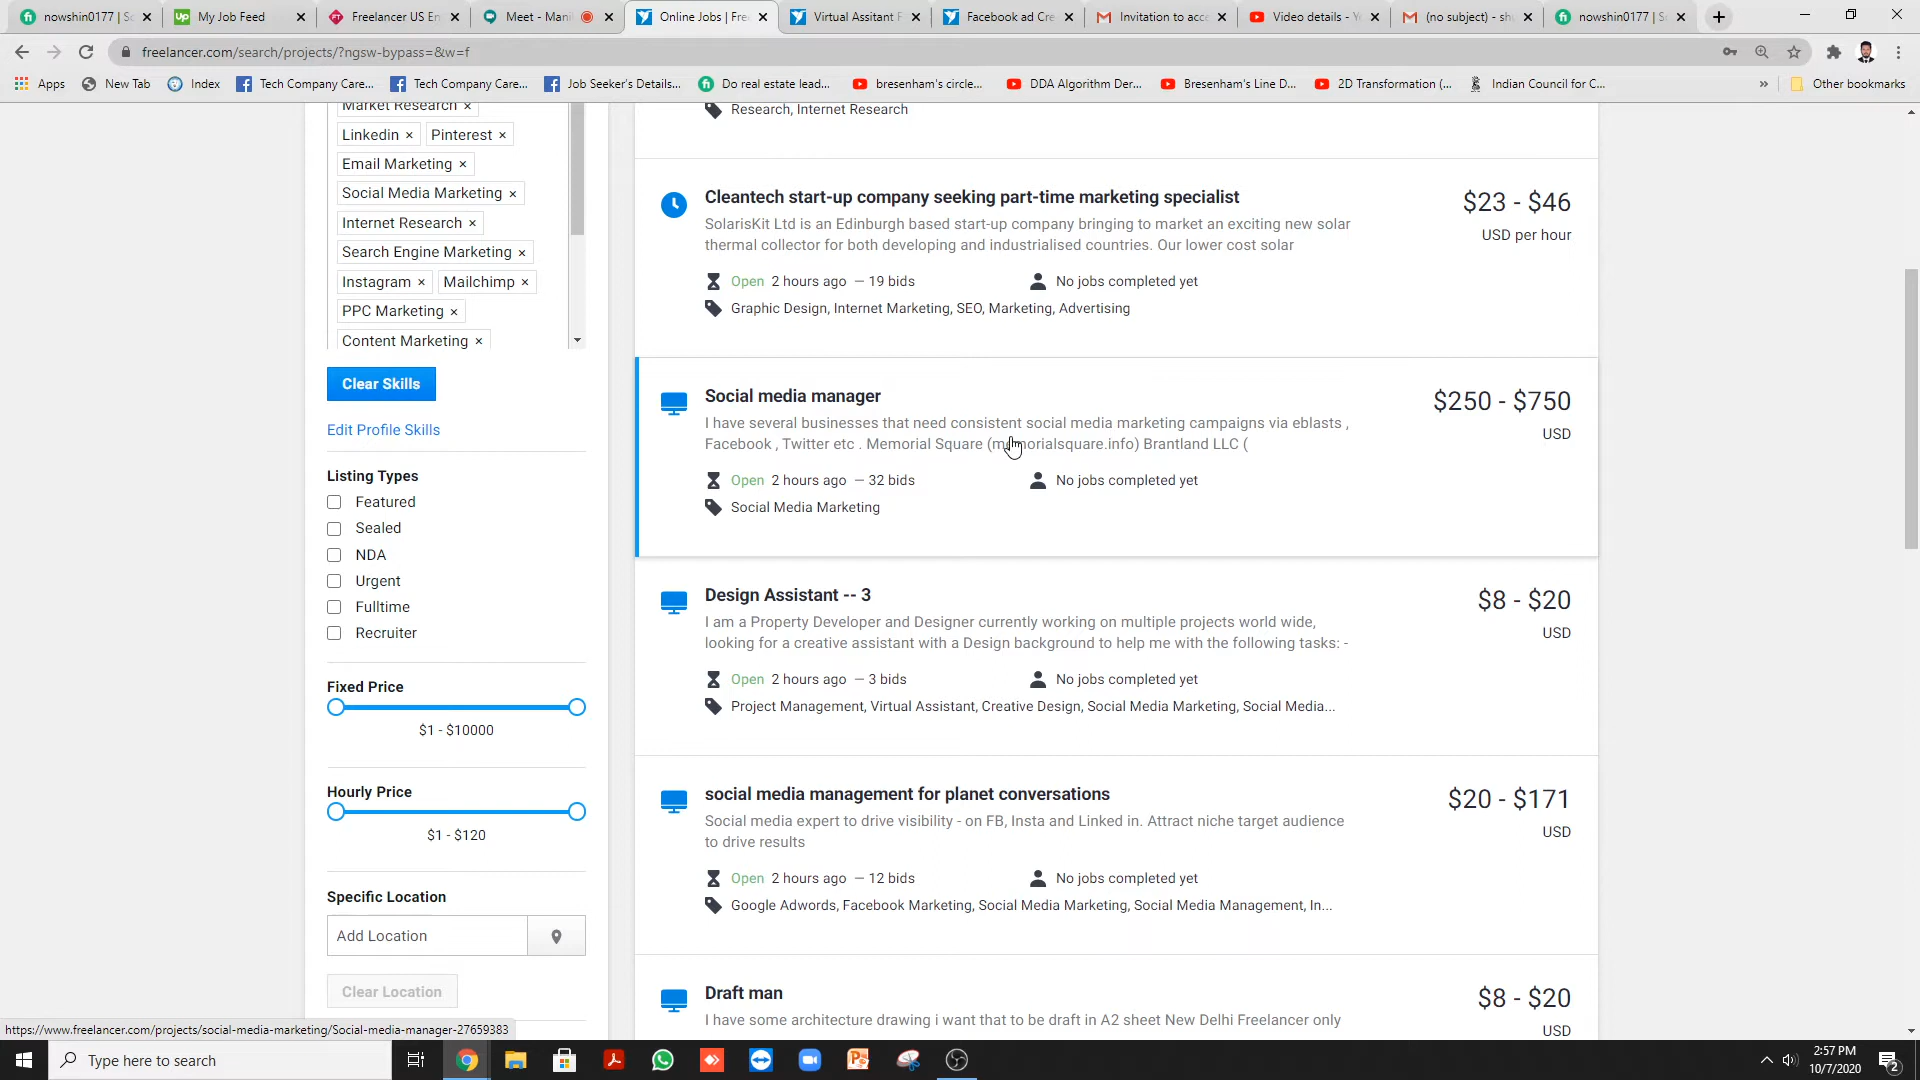 nowshin0177 | Sc
My Job Feed
Freelancer US En
Meet - Mani
Online Jobs | Free
Virtual Assitant F
Facebook ad Cre
Invitation to acce
Video details - Yo
(no subject) - sh
nowshin0177 | S
freelancer.com/search/projects/?ngsw-bypass=&w=f
Apps
New Tab
Index
Tech Company Care...
Tech Company Care...
Job Seeker's Details...
Do real estate lead...
bresenham's circle...
DDA Algorithm Der...
Bresenham's Line D...
2D Transformation (...
Indian Council for C...
»
Other bookmarks
Market Research ×
Linkedin × Pinterest ×
Email Marketing ×
Social Media Marketing ×
Internet Research ×
Search Engine Marketing ×
Instagram × Mailchimp ×
PPC Marketing ×
Content Marketing ×
Clear Skills
Edit Profile Skills
Listing Types
Featured
Sealed
NDA
Urgent
Fulltime
Recruiter
Fixed Price
$1 - $10000
Hourly Price
$1 - $120
Specific Location
Add Location
Clear Location
Research, Internet Research
Cleantech start-up company seeking part-time marketing specialist
$23 - $46
USD per hour
SolarisKit Ltd is an Edinburgh based start-up company bringing to market an exciting new solar
thermal collector for both developing and industrialised countries. Our lower cost solar
Open 2 hours ago – 19 bids
No jobs completed yet
Graphic Design, Internet Marketing, SEO, Marketing, Advertising
Social media manager
$250 - $750
USD
I have several businesses that need consistent social media marketing campaigns via eblasts ,
Facebook , Twitter etc . Memorial Square (memorialsquare.info) Brantland LLC (
Open 2 hours ago – 32 bids
No jobs completed yet
Social Media Marketing
Design Assistant -- 3
$8 - $20
USD
I am a Property Developer and Designer currently working on multiple projects world wide,
looking for a creative assistant with a Design background to help me with the following tasks: -
Open 2 hours ago – 3 bids
No jobs completed yet
Project Management, Virtual Assistant, Creative Design, Social Media Marketing, Social Media...
social media management for planet conversations
$20 - $171
USD
Social media expert to drive visibility - on FB, Insta and Linked in. Attract niche target audience
to drive results
Open 2 hours ago – 12 bids
No jobs completed yet
Google Adwords, Facebook Marketing, Social Media Marketing, Social Media Management, In...
Draft man
$8 - $20
USD
I have some architecture drawing i want that to be draft in A2 sheet New Delhi Freelancer only
https://www.freelancer.com/projects/social-media-marketing/Social-media-manager-27659383
Type here to search
2:57 PM
10/7/2020
2